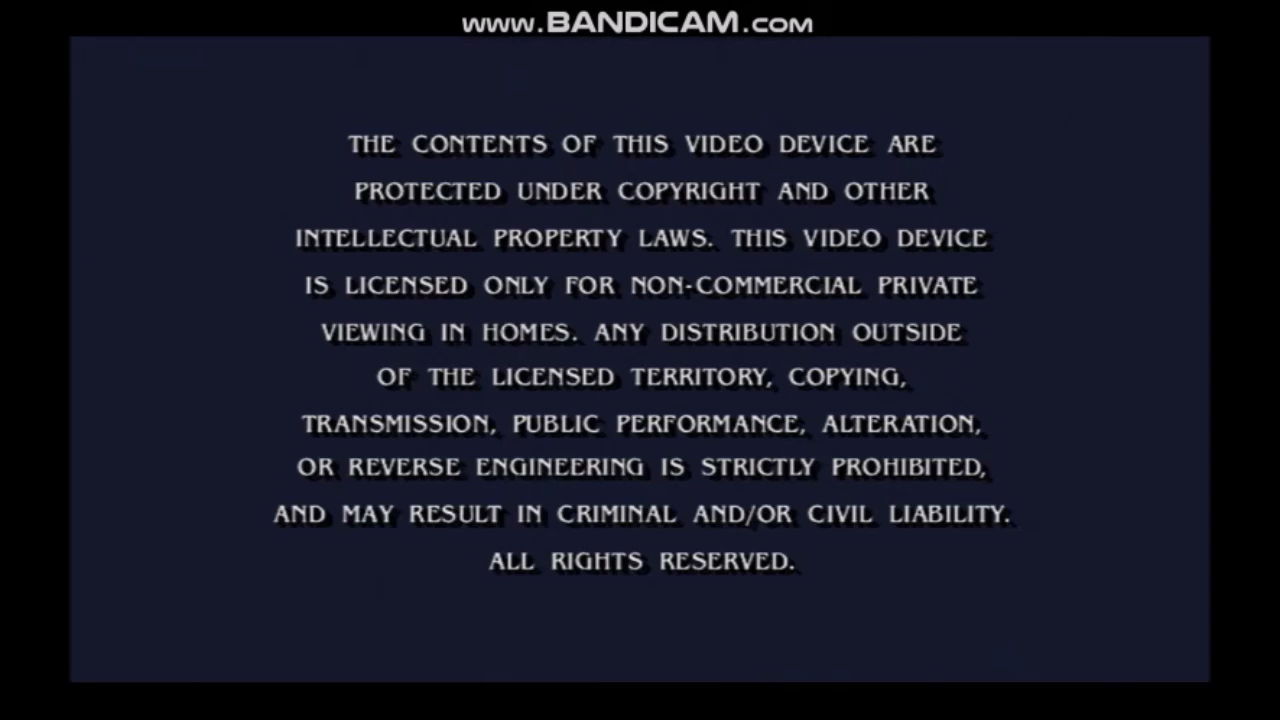 www.BANDICAM.com
THE CONTENTS OF THIS VIDEO DEVICE ARE
PROTECTED UNDER COPYRIGHT AND OTHER
INTELLECTUAL PROPERTY LAWS. THIS VIDEO DEVICE
IS LICENSED ONLY FOR NON-COMMERCIAL PRIVATE
VIEWING IN HOMES. ANY DISTRIBUTION OUTSIDE
OF THE LICENSED TERRITORY, COPYING,
TRANSMISSION, PUBLIC PERFORMANCE, ALTERATION,
OR REVERSE ENGINEERING IS STRICTLY PROHIBITED,
AND MAY RESULT IN CRIMINAL AND/OR CIVIL LIABILITY.
ALL RIGHTS RESERVED.